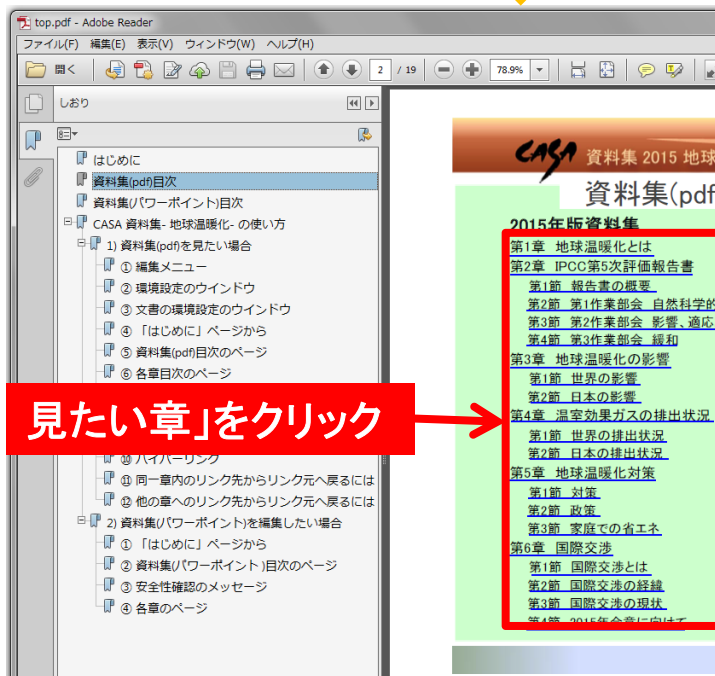 top.pdf - Adobe Reader
ファイル(F) 編集(E) 表示(V) ウィンドウ(W) ヘルプ(H)
開く 2 / 19 78.9%
しおり
はじめに
資料集(pdf)目次
資料集(パワーポイント)目次
CASA 資料集- 地球温暖化- の使い方
1) 資料集(pdf)を見たい場合
① 編集メニュー
② 環境設定のウインドウ
③ 文書の環境設定のウインドウ
④ 「はじめに」ページから
⑤ 資料集(pdf)目次のページ
⑥ 各章目次のページ
見たい章」をクリック
⑩ ハイパーリンク
⑪ 同一章内のリンク先からリンク元へ戻るには
⑫ 他の章へのリンク先からリンク元へ戻るには
2) 資料集(パワーポイント)を編集したい場合
① 「はじめに」ページから
② 資料集(パワーポイント)目次のページ
③ 安全性確認のメッセージ
④ 各章のページ
CASA 資料集 2015 地球
資料集(pdf
2015年版資料集
第1章 地球温暖化とは
第2章 IPCC第5次評価報告書
第1節 報告書の概要
第2節 第1作業部会 自然科学的
第3節 第2作業部会 影響、適応
第4節 第3作業部会 緩和
第3章 地球温暖化の影響
第1節 世界の影響
第2節 日本の影響
第4章 温室効果ガスの排出状況
第1節 世界の排出状況
第2節 日本の排出状況
第5章 地球温暖化対策
第1節 対策
第2節 政策
第3節 家庭での省エネ
第6章 国際交渉
第1節 国際交渉とは
第2節 国際交渉の経緯
第3節 国際交渉の現状
第4節 2015年合意に向けて